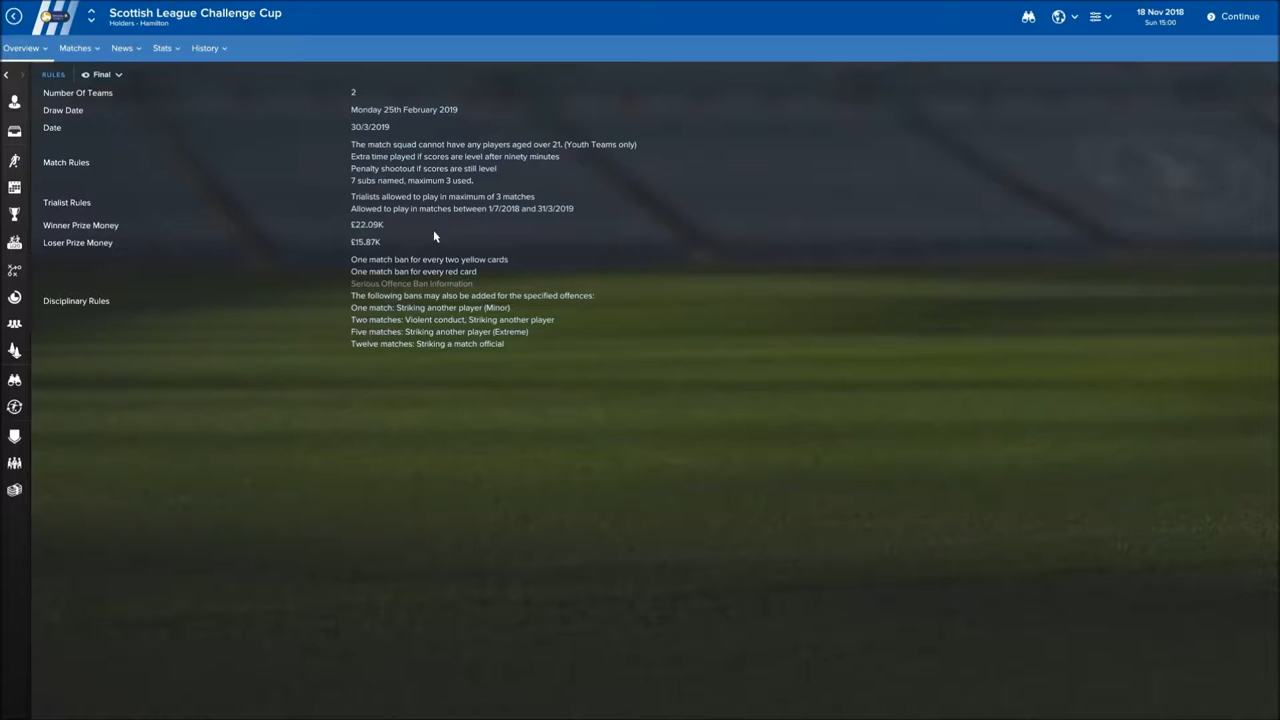 Scottish League Challenge Cup
Holders - Hamilton
18 Nov 2018
Sun 15:00
Continue
Overview
Matches
News
Stats
History
RULES
Final
Number Of Teams
2
Draw Date
Monday 25th February 2019
Date
30/3/2019
Match Rules
The match squad cannot have any players aged over 21. (Youth Teams only)
Extra time played if scores are level after ninety minutes
Penalty shootout if scores are still level
7 subs named, maximum 3 used.
Trialist Rules
Trialists allowed to play in maximum of 3 matches
Allowed to play in matches between 1/7/2018 and 31/3/2019
Winner Prize Money
£22.09K
Loser Prize Money
£15.87K
Disciplinary Rules
One match ban for every two yellow cards
One match ban for every red card
Serious Offence Ban Information
The following bans may also be added for the specified offences:
One match: Striking another player (Minor)
Two matches: Violent conduct, Striking another player
Five matches: Striking another player (Extreme)
Twelve matches: Striking a match official